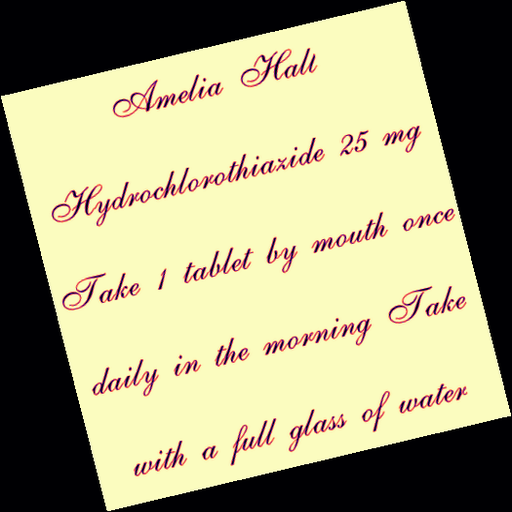 Amelia Halt
Hydrochlorothiazide 25 mg
Take 1 tablet by mouth once
daily in the morning Take
with a full glass of water